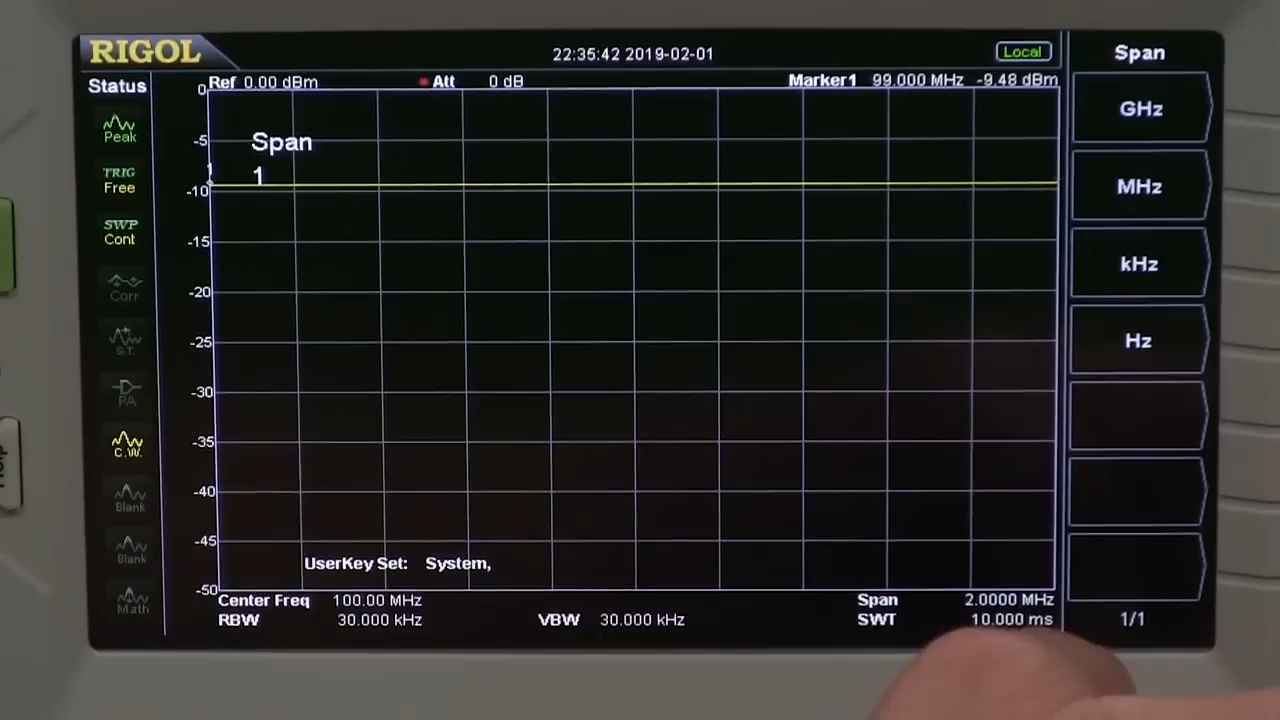 RIGOL
22:35:42 2019-02-01
Local
Span
Status
Ref 0.00 dBm
Att 0 dB
Marker1 99.000 MHz -9.48 dBm
Peak
TRIG
Free
SWP
Cont
Corr
S.T.
PA
C.W.
Blank
Blank
Math
0
-5
-10
-15
-20
-25
-30
-35
-40
-45
-50
Span
1
1
UserKey Set: System,
Center Freq 100.00 MHz
Span 2.0000 MHz
RBW 30.000 kHz
VBW 30.000 kHz
SWT 10.000 ms
GHz
MHz
kHz
Hz
1/1
Help